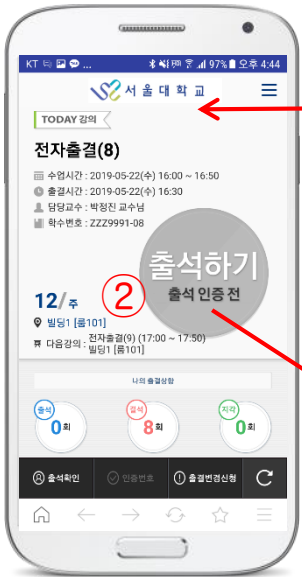 KT ... 97% 오후 4:44
서울대학교
TODAY 강의
전자출결(8)
수업시간 : 2019-05-22(수) 16:00 ~ 16:50
출결시간 : 2019-05-22(수) 16:30
담당교수 : 박정진 교수님
학수번호 : ZZZ9991-08
출석하기
출석 인증 전
②
12/주
빌딩1 [룸101]
다음강의 : 전자출결(9) (17:00 ~ 17:50)
빌딩1 [룸101]
나의 출결상황
출석 결석 지각
0회 8회 0회
출석확인 인증번호 출결변경신청